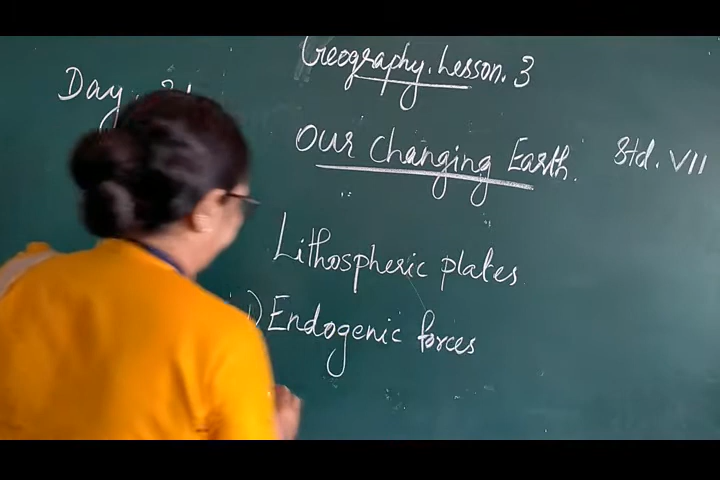 Geography. Lesson. 3
Day.
Our Changing Earth. Std. VII
Lithospheric plates
i) Endogenic forces